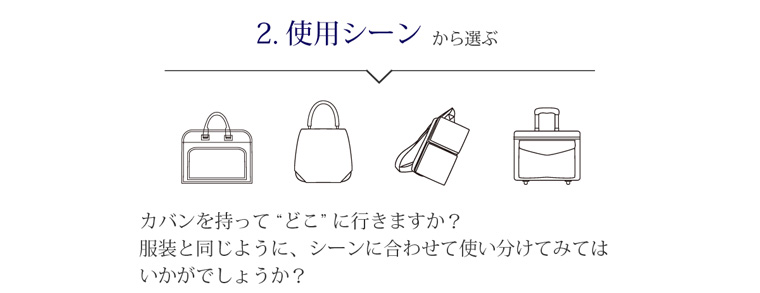 2. 使用シーン から選ぶ
カバンを持って “どこ” に行きますか？
服装と同じように、シーンに合わせて使い分けてみては
いかがでしょうか？